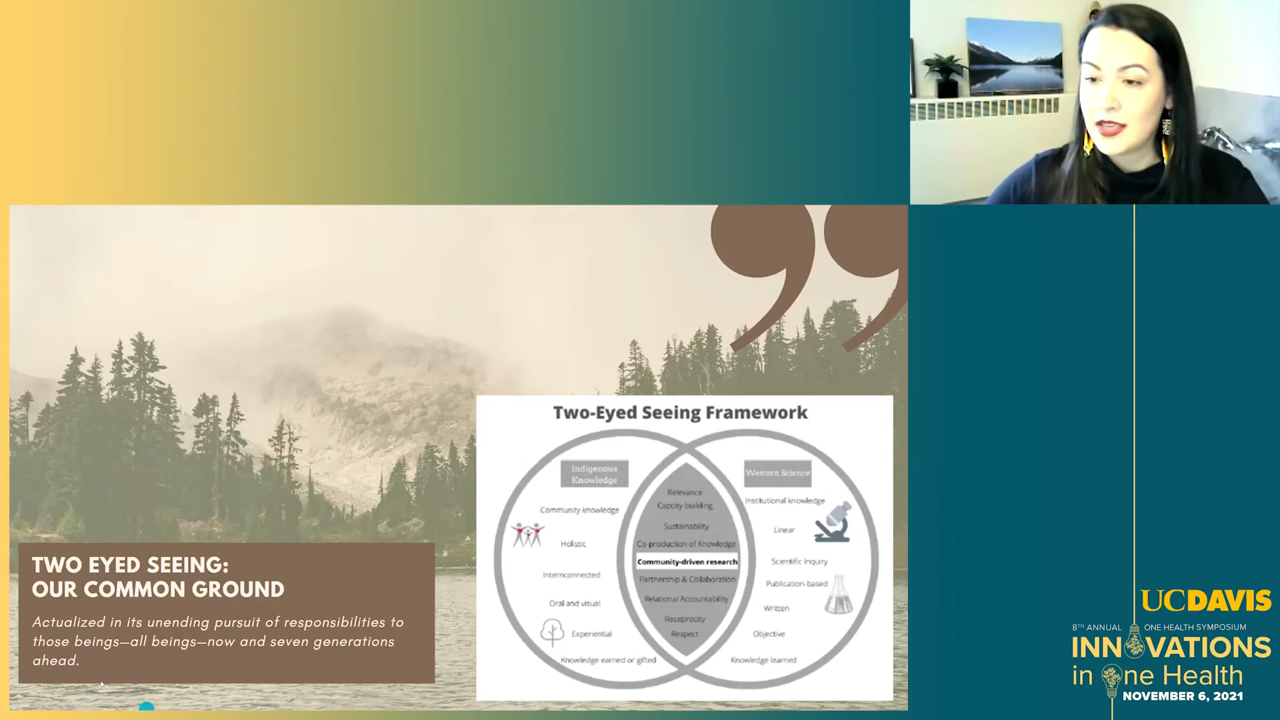 TWO EYED SEEING:
OUR COMMON GROUND
Actualized in its unending pursuit of responsibilities to
those beings—all beings—now and seven generations
ahead.
Two-Eyed Seeing Framework
Indigenous
Knowledge
Community knowledge
Holistic
Internconnected
Oral and visual
Experiential
Knowledge earned or gifted
Relevance
Capcity-building
Sustainability
Co-production of Knowledge
Community-driven research
Partnership & Collaboration
Relational Accountability
Reciprocity
Respect
Western Science
Institutional knowledge
Linear
Scientific Inquiry
Publication-based
Written
Objective
Knowledge learned
UCDAVIS
8TH ANNUAL ONE HEALTH SYMPOSIUM
INNOVATIONS
in One Health
NOVEMBER 6, 2021